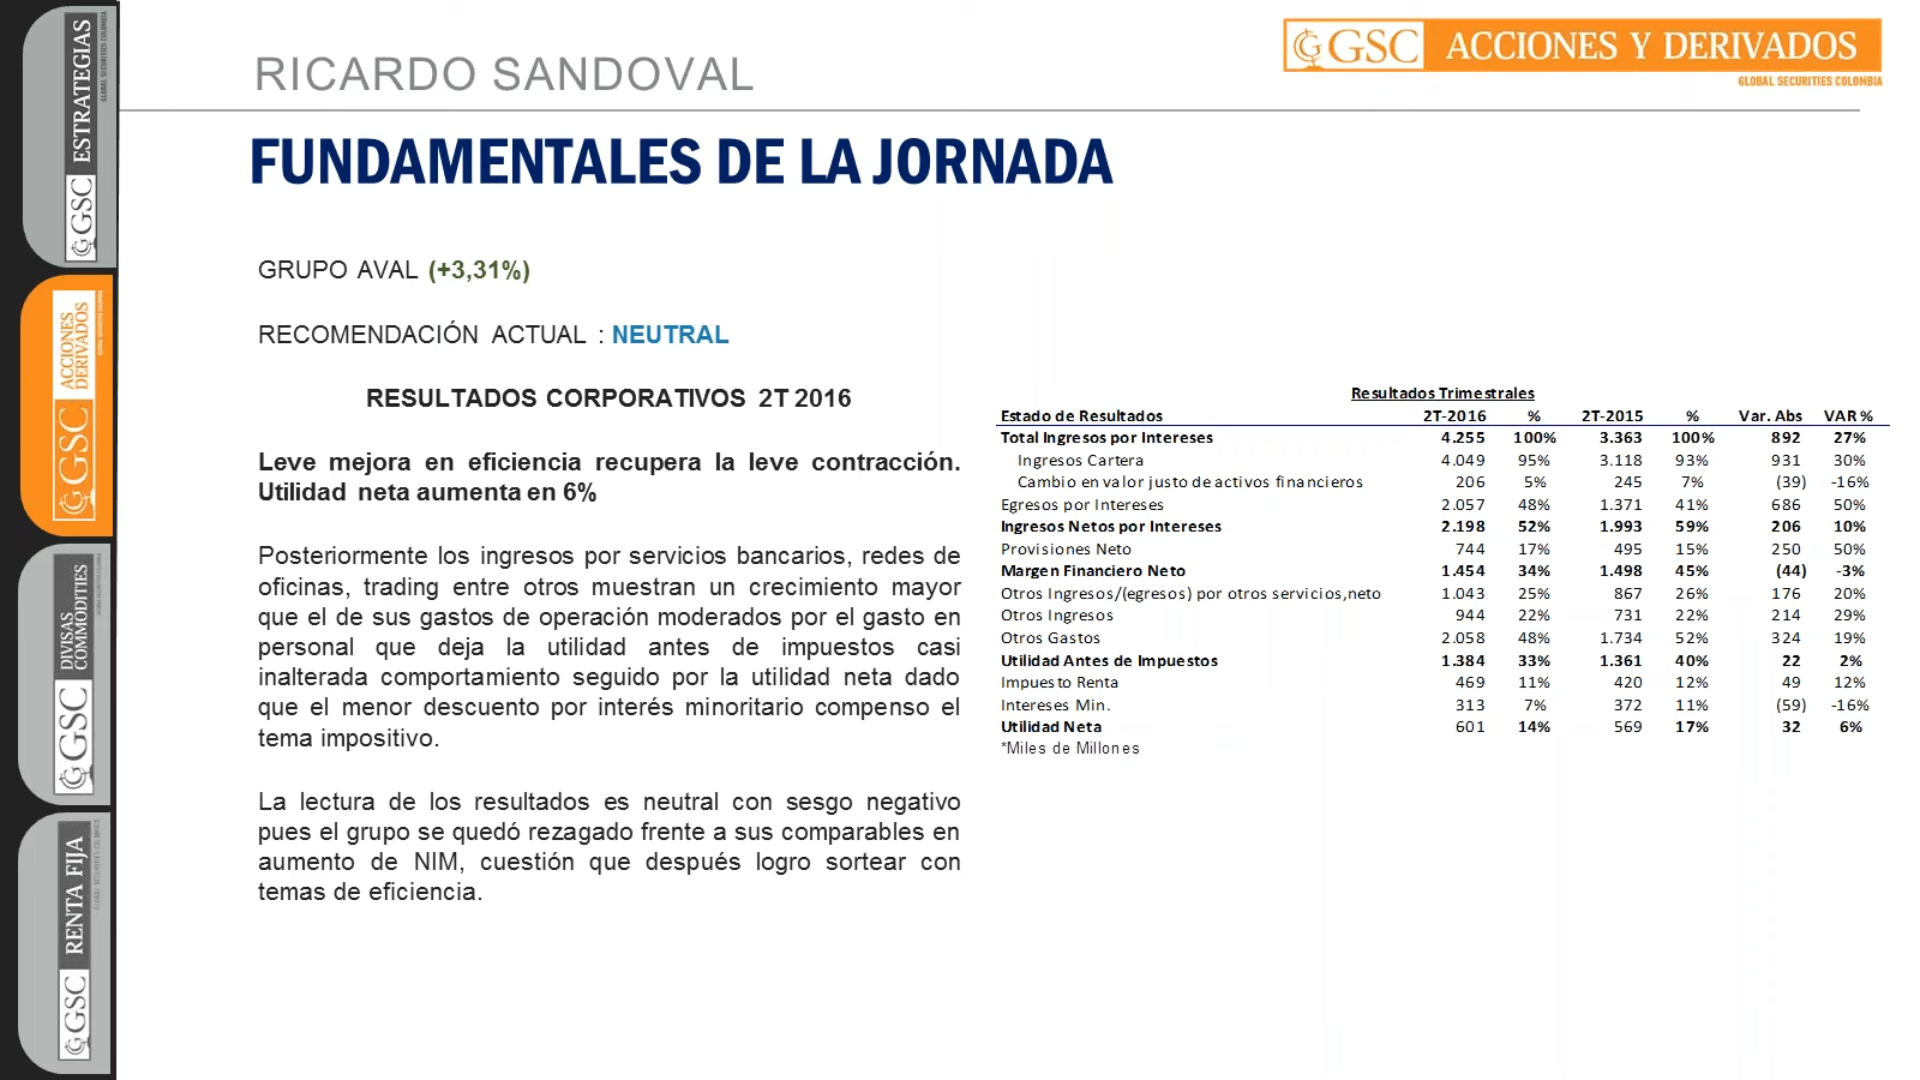 RICARDO SANDOVAL
GSC ACCIONES Y DERIVADOS
GLOBAL SECURITIES COLOMBIA
GSC ESTRATEGIAS
GSC ACCIONES DERIVADOS
GSC DIVISAS COMMODITIES
GSC RENTA FIJA
FUNDAMENTALES DE LA JORNADA
GRUPO AVAL (+3,31%)
RECOMENDACIÓN ACTUAL : NEUTRAL
RESULTADOS CORPORATIVOS 2T 2016
Leve mejora en eficiencia recupera la leve contracción.
Utilidad neta aumenta en 6%
Posteriormente los ingresos por servicios bancarios, redes de
oficinas, trading entre otros muestran un crecimiento mayor
que el de sus gastos de operación moderados por el gasto en
personal que deja la utilidad antes de impuestos casi
inalterada comportamiento seguido por la utilidad neta dado
que el menor descuento por interés minoritario compenso el
tema impositivo.
La lectura de los resultados es neutral con sesgo negativo
pues el grupo se quedó rezagado frente a sus comparables en
aumento de NIM, cuestión que después logro sortear con
temas de eficiencia.
Resultados Trimestrales
Estado de Resultados 2T-2016 % 2T-2015 % Var. Abs VAR %
Total Ingresos por Intereses 4.255 100% 3.363 100% 892 27%
Ingresos Cartera 4.049 95% 3.118 93% 931 30%
Cambio en valor justo de activos financieros 206 5% 245 7% (39) -16%
Egresos por Intereses 2.057 48% 1.371 41% 686 50%
Ingresos Netos por Intereses 2.198 52% 1.993 59% 206 10%
Provisiones Neto 744 17% 495 15% 250 50%
Margen Financiero Neto 1.454 34% 1.498 45% (44) -3%
Otros Ingresos/(egresos) por otros servicios,neto 1.043 25% 867 26% 176 20%
Otros Ingresos 944 22% 731 22% 214 29%
Otros Gastos 2.058 48% 1.734 52% 324 19%
Utilidad Antes de Impuestos 1.384 33% 1.361 40% 22 2%
Impuesto Renta 469 11% 420 12% 49 12%
Intereses Min. 313 7% 372 11% (59) -16%
Utilidad Neta 601 14% 569 17% 32 6%
*Miles de Millones